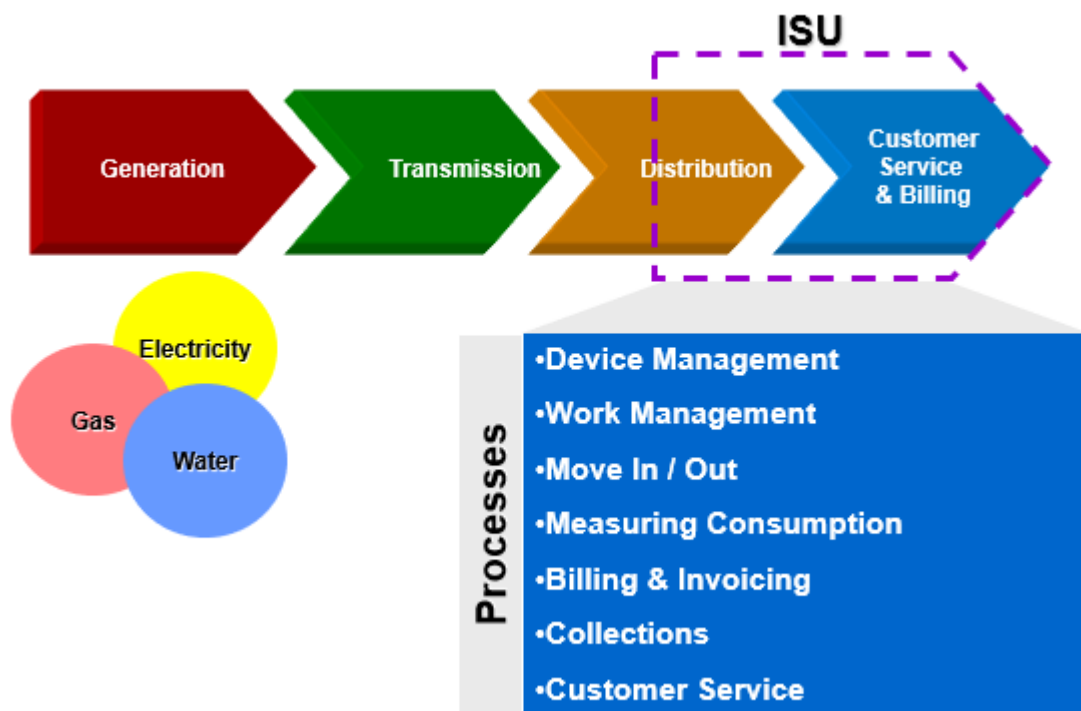 ISU
Generation
Transmission
Distribution
Customer
Service
& Billing
Electricity
Gas
Water
Processes
•Device Management
•Work Management
•Move In / Out
•Measuring Consumption
•Billing & Invoicing
•Collections
•Customer Service